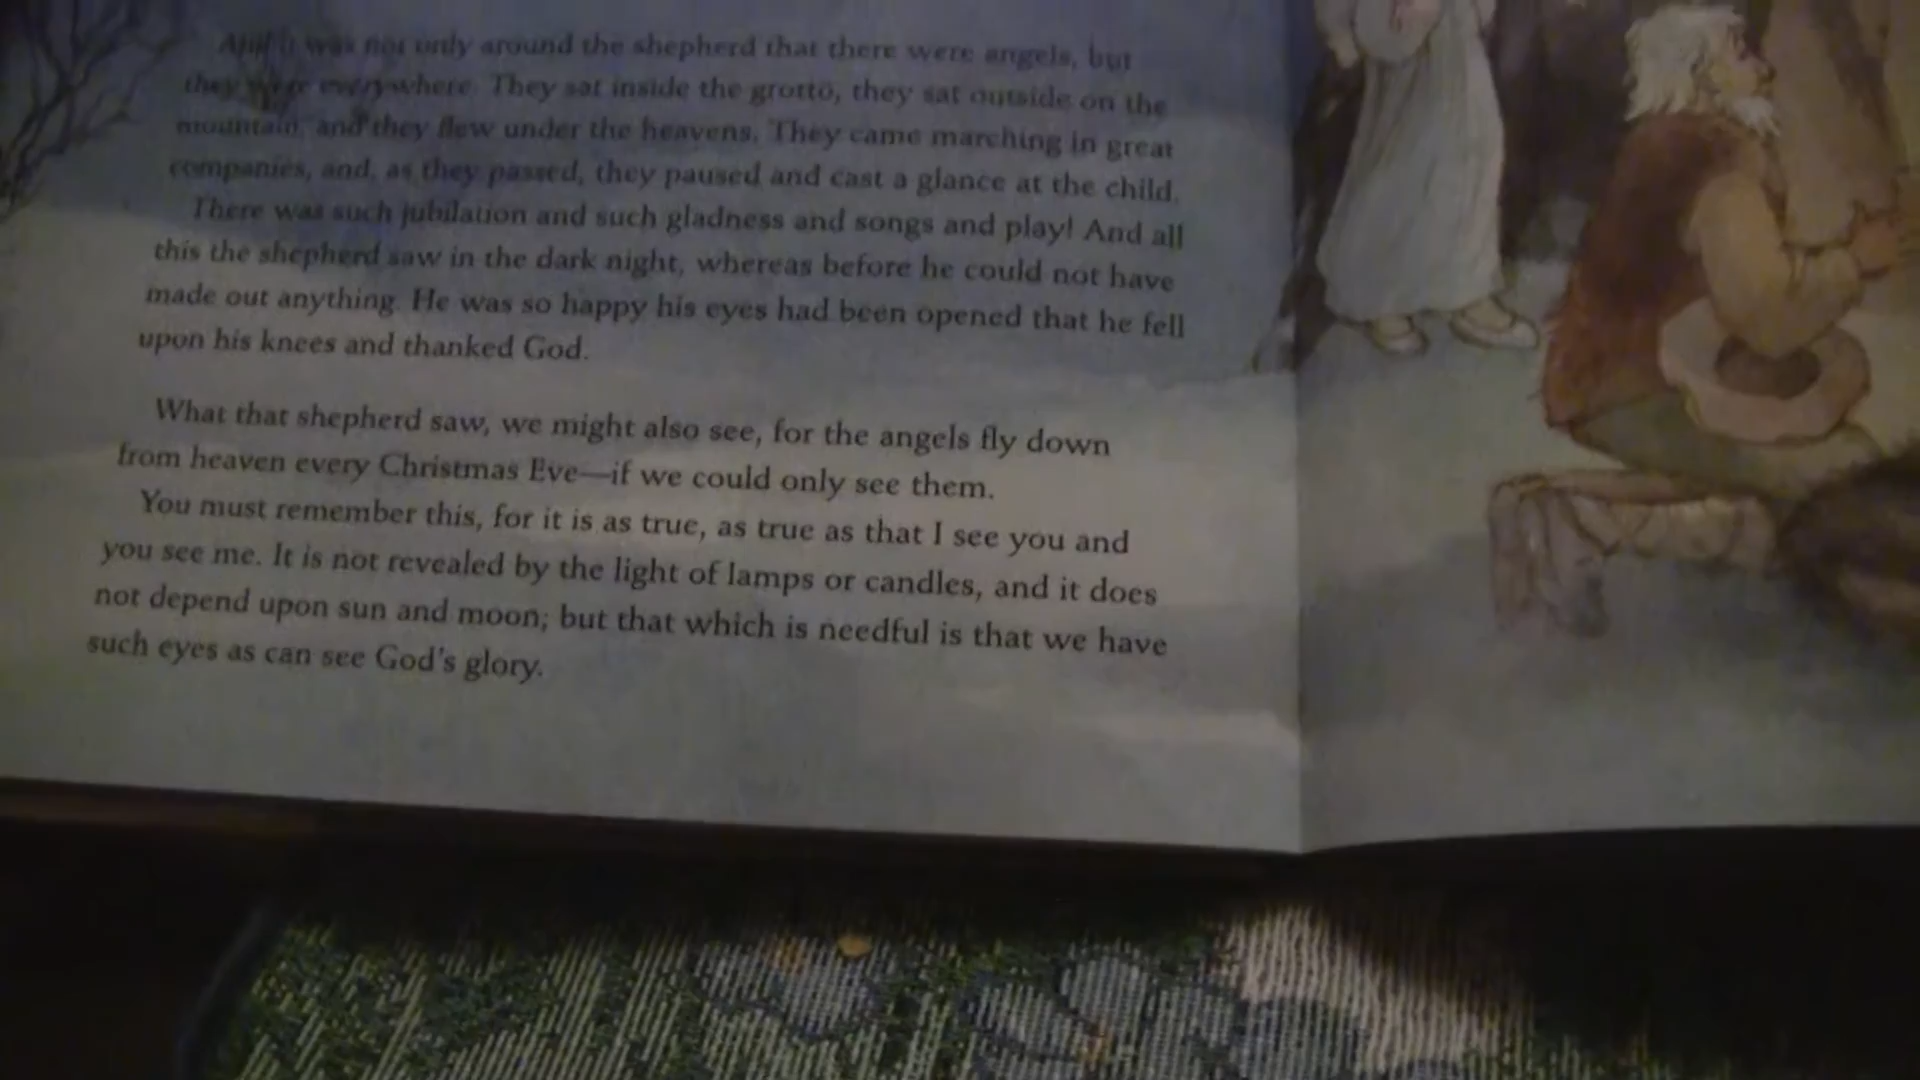 And it was not only around the shepherd that there were angels, but
they were everywhere. They sat inside the grotto, they sat outside on the
mountain, and they flew under the heavens. They came marching in great
companies, and, as they passed, they paused and cast a glance at the child.
There was such jubilation and such gladness and songs and play! And all
this the shepherd saw in the dark night, whereas before he could not have
made out anything. He was so happy his eyes had been opened that he fell
upon his knees and thanked God.
What that shepherd saw, we might also see, for the angels fly down
from heaven every Christmas Eve—if we could only see them.
You must remember this, for it is as true, as true as that I see you and
you see me. It is not revealed by the light of lamps or candles, and it does
not depend upon sun and moon; but that which is needful is that we have
such eyes as can see God's glory.